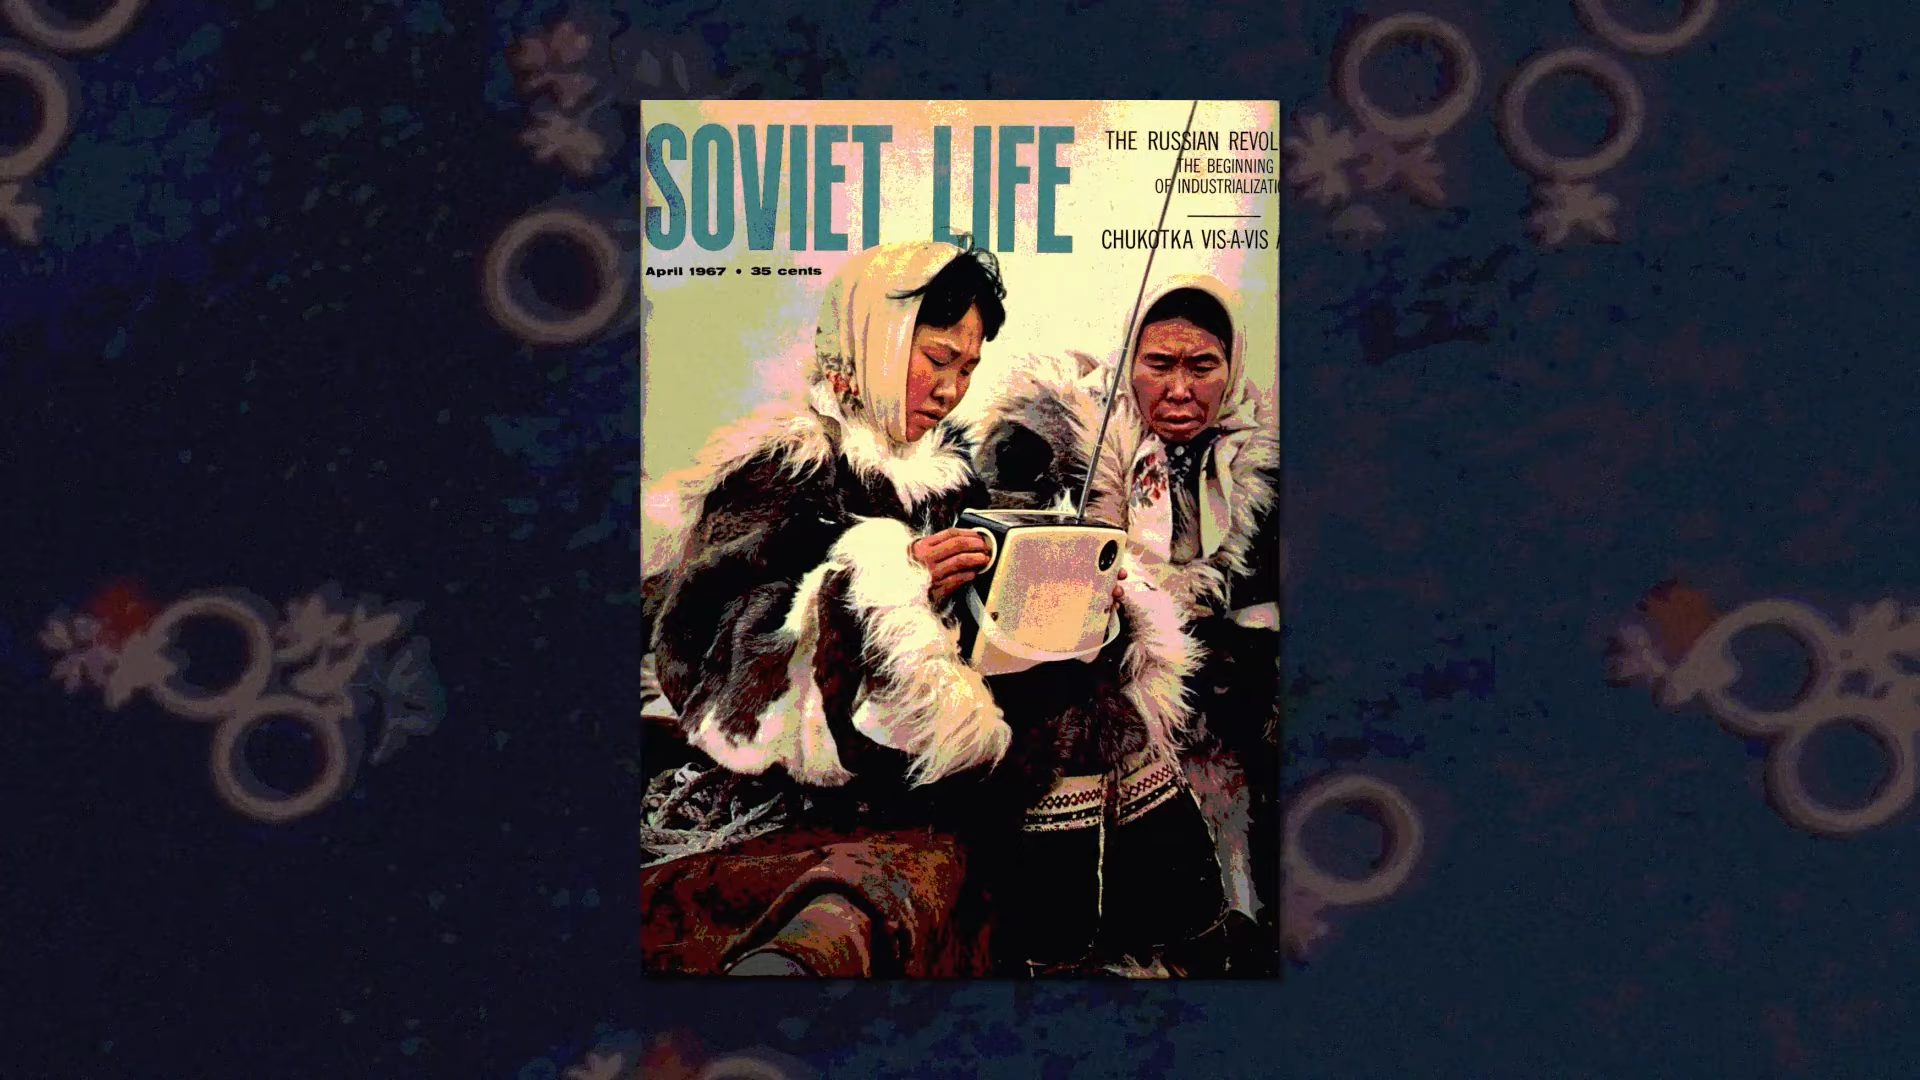 SOVIET LIFE
April 1967 • 35 cents
THE RUSSIAN REVOL
THE BEGINNING
OF INDUSTRIALIZATI
CHUKOTKA VIS-A-VIS